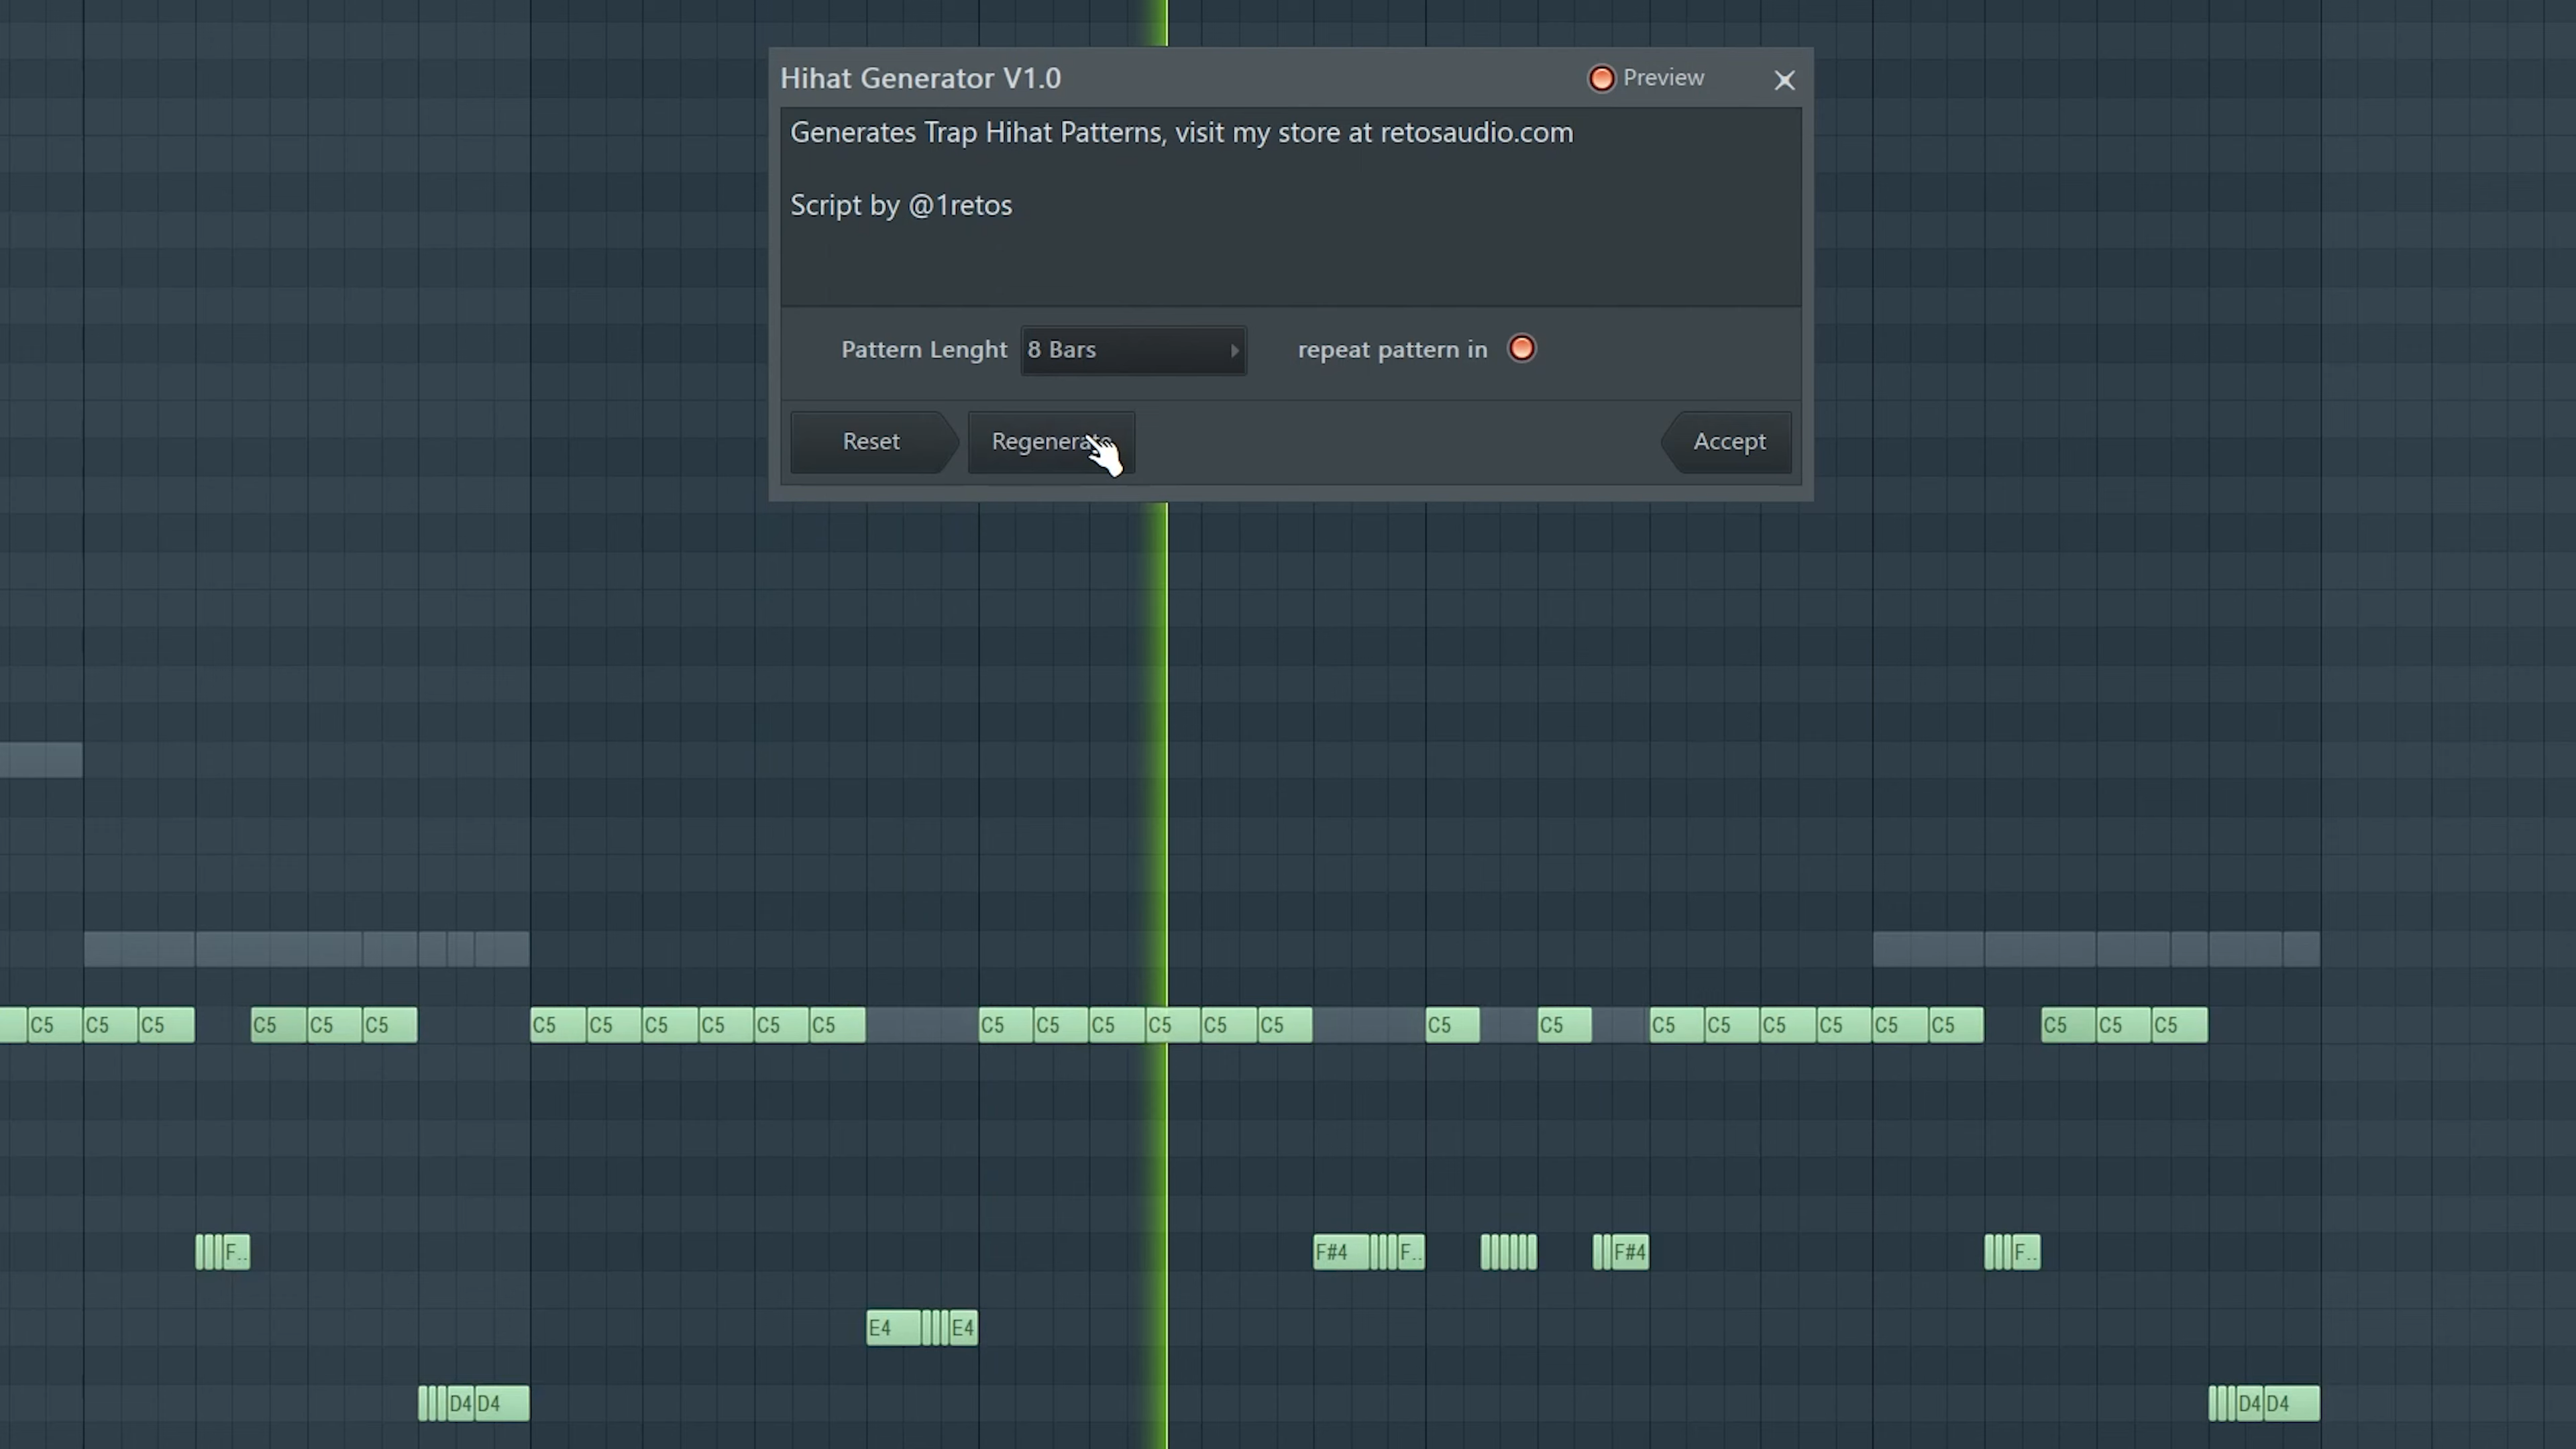 Hihat Generator V1.0 Preview
Generates Trap Hihat Patterns, visit my store at retosaudio.com
Script by @1retos
Pattern Lenght 8 Bars repeat pattern in
Reset Regenerate Accept
C5 C5 C5 C5 C5 C5 C5 C5 C5 C5 C5 C5 C5 C5 C5 C5 C5 C5 C5 C5 C5 C5 C5 C5 C5 C5 C5 C5 C5
F.. F#4 F.. F#4 F..
E4 E4
D4 D4 D4 D4